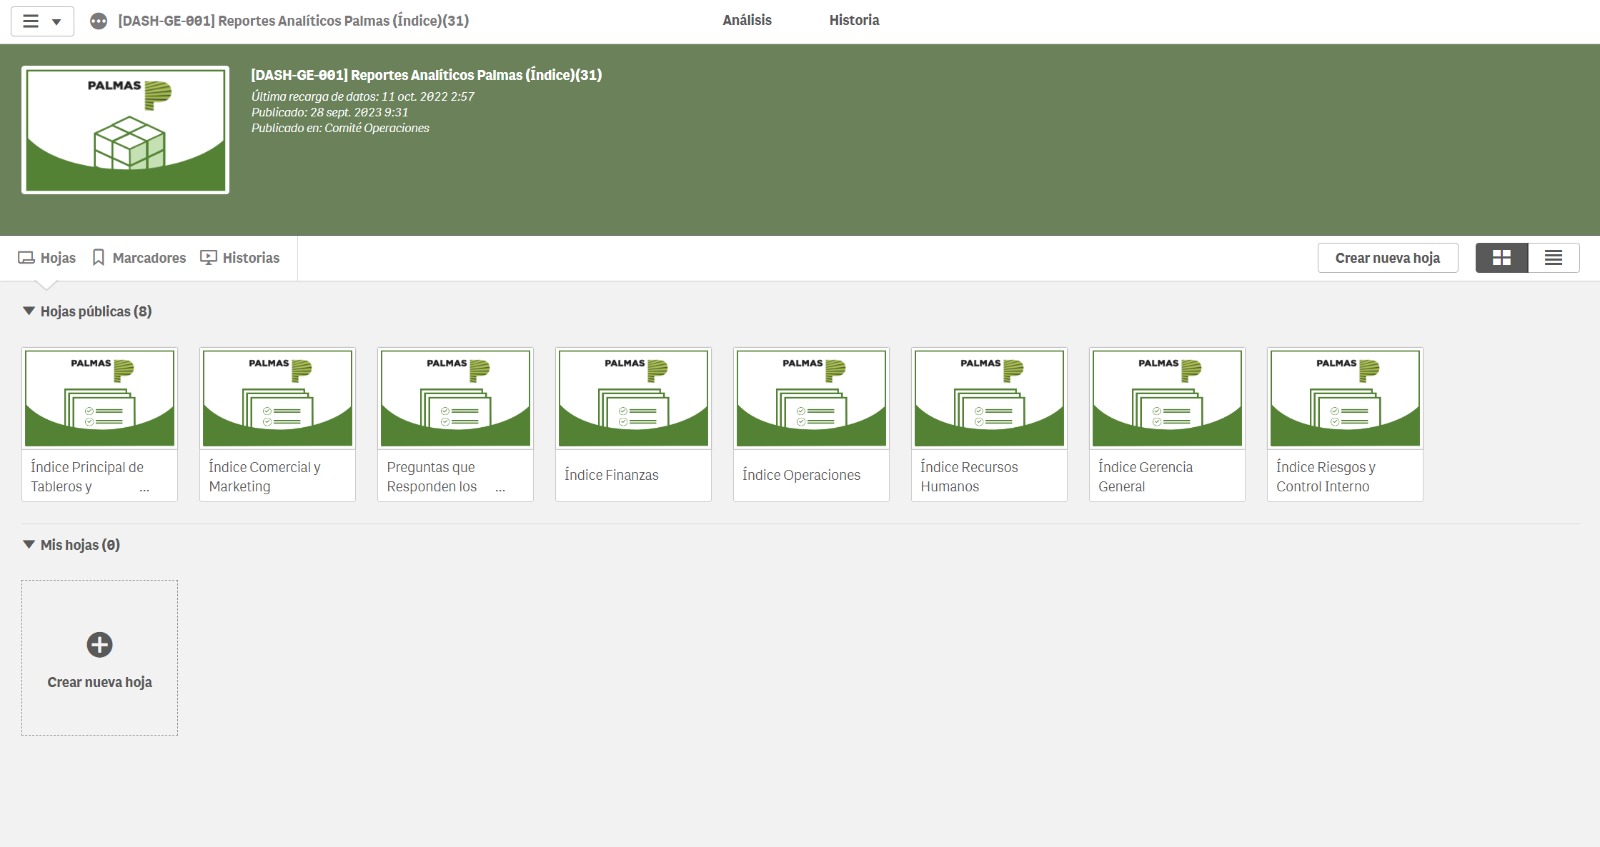 [DASH-GE-001] Reportes Analíticos Palmas (Índice)(31)
Análisis
Historia
PALMAS
[DASH-GE-001] Reportes Analíticos Palmas (Índice)(31)
Última recarga de datos: 11 oct. 2022 2:57
Publicado: 28 sept. 2023 9:31
Publicado en: Comité Operaciones
Hojas
Marcadores
Historias
Crear nueva hoja
Hojas públicas (8)
PALMAS
PALMAS
PALMAS
PALMAS
PALMAS
PALMAS
PALMAS
PALMAS
Índice Principal de
Tableros y ...
Índice Comercial y
Marketing
Preguntas que
Responden los ...
Índice Finanzas
Índice Operaciones
Índice Recursos
Humanos
Índice Gerencia
General
Índice Riesgos y
Control Interno
Mis hojas (0)
Crear nueva hoja